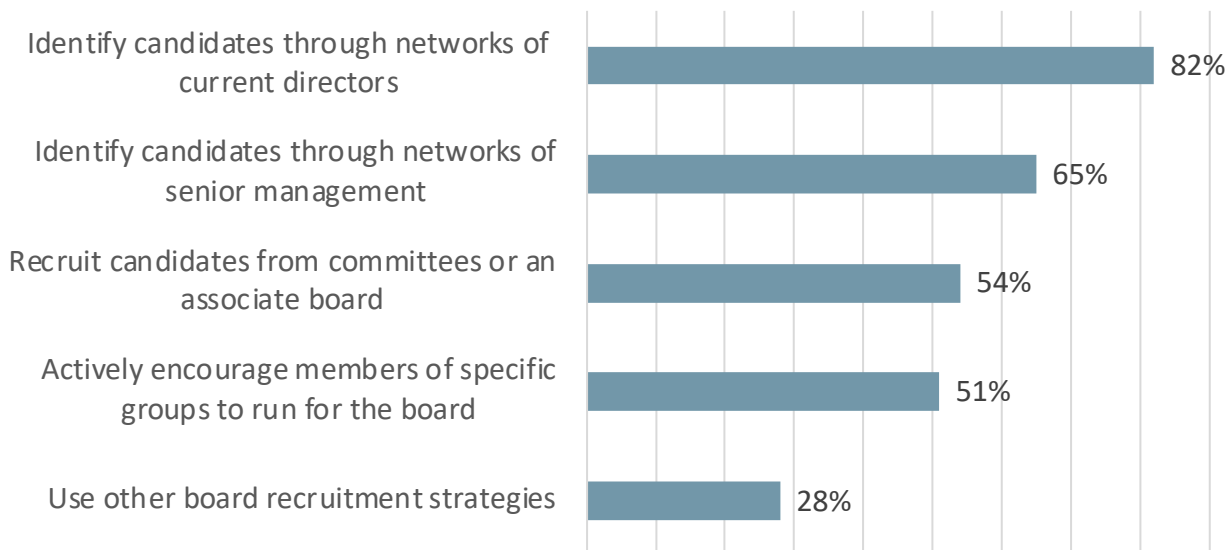 Identify candidates through networks of
current directors
82%
Identify candidates through networks of
senior management
65%
Recruit candidates from committees or an
associate board
54%
Actively encourage members of specific
groups to run for the board
51%
Use other board recruitment strategies
28%